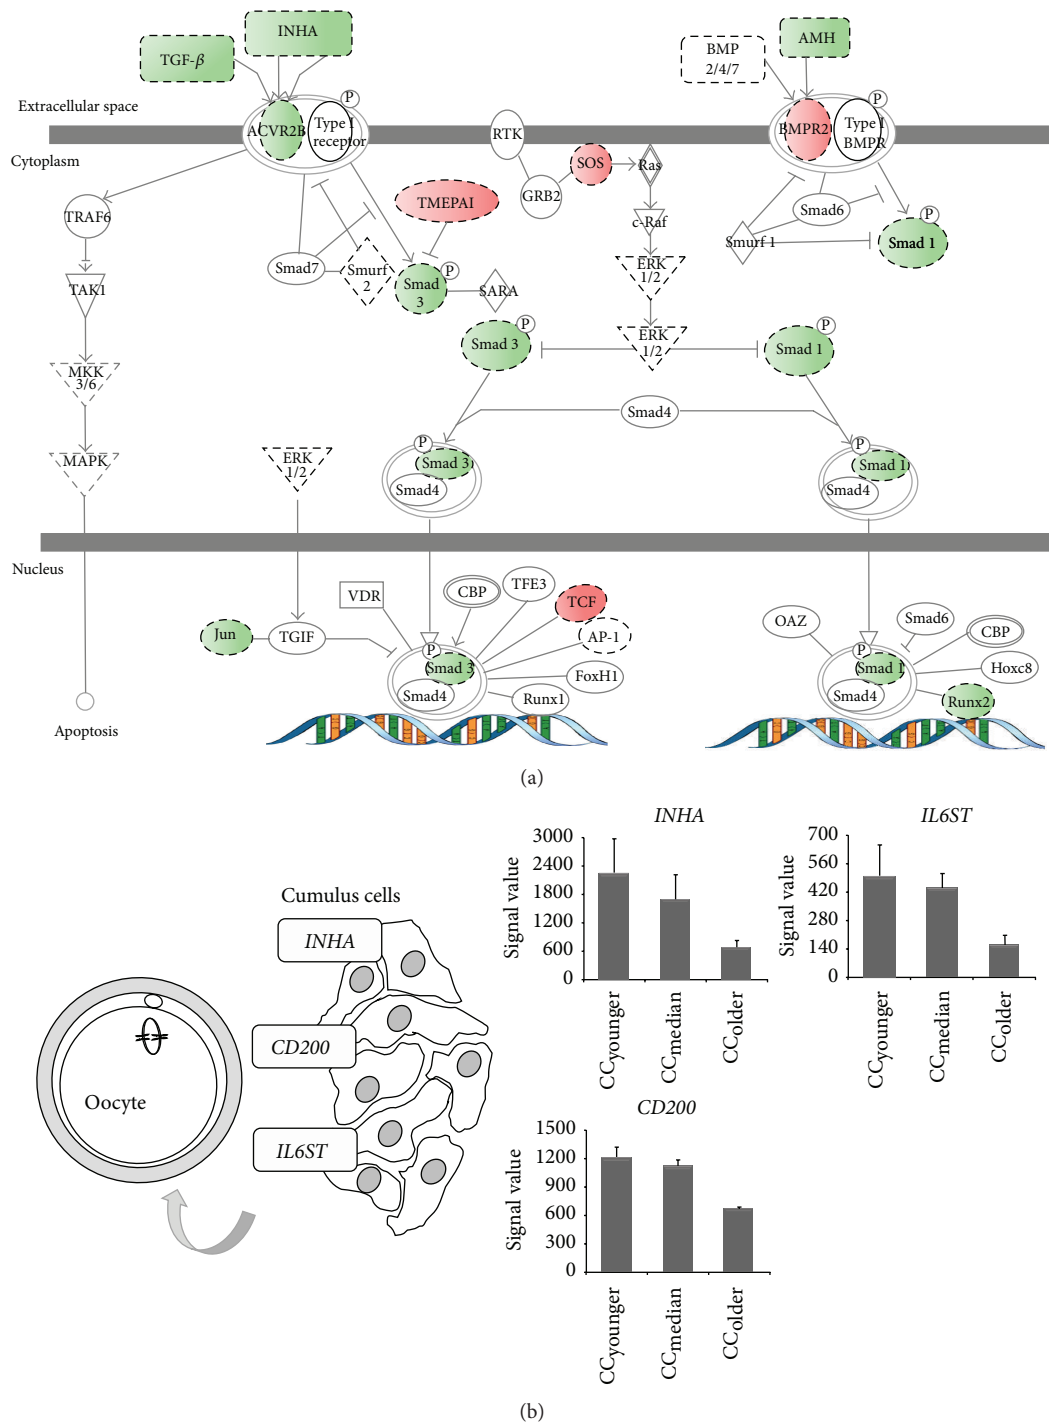 INHA
TGF-β
AMH
BMP
2/4/7
Extracellular space
P
P
ACVR2B
Type I
receptor
RTK
BMPR2
Type I
BMPR
Cytoplasm
SOS
Ras
GRB2
TMEPAI
TRAF6
c-Raf
Smad6
P
Smurf 1
Smad 1
Smad7
Smurf
2
P
Smad
3
SARA
ERK
1/2
TAK1
P
Smad 3
ERK
1/2
P
Smad 1
MKK
3/6
Smad4
P
Smad 3
Smad4
P
Smad 1
Smad4
MAPK
ERK
1/2
Nucleus
VDR
CBP
TFE3
TCF
AP-1
Jun
TGIF
P
Smad 3
Smad4
FoxH1
Runx1
OAZ
Smad6
CBP
P
Smad 1
Smad4
Hoxc8
Runx2
Apoptosis
(a)
Cumulus cells
INHA
CD200
IL6ST
Oocyte
INHA
Signal value
3000
2400
1800
1200
600
0
CCyounger
CCmedian
CColder
IL6ST
Signal value
700
560
420
280
140
0
CCyounger
CCmedian
CColder
CD200
Signal value
1500
1200
900
600
300
0
CCyounger
CCmedian
CColder
(b)